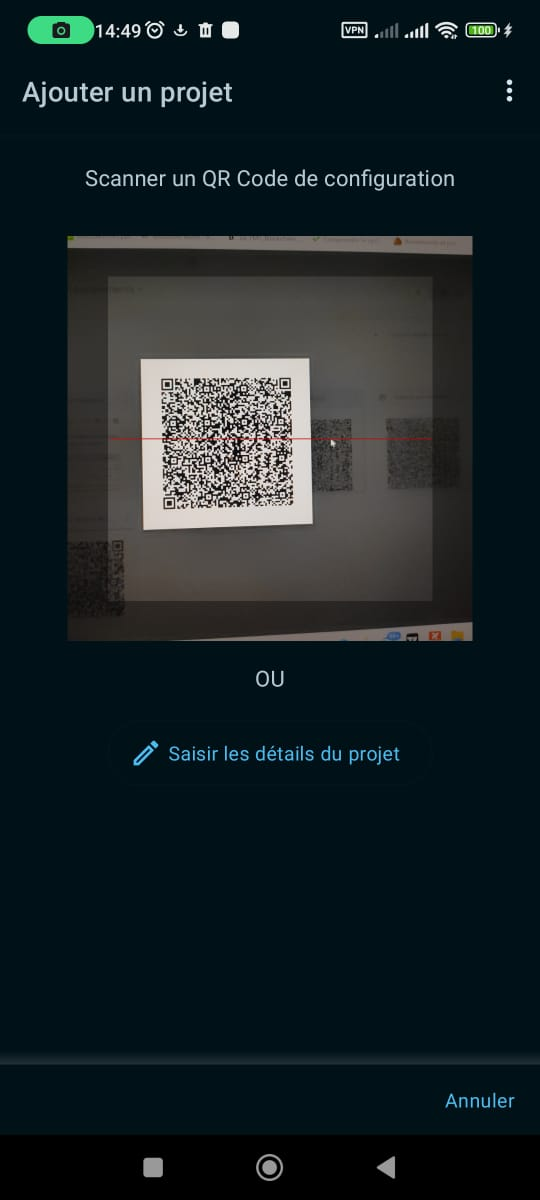 14:49
VPN
100
Ajouter un projet
Scanner un QR Code de configuration
OU
Saisir les détails du projet
Annuler